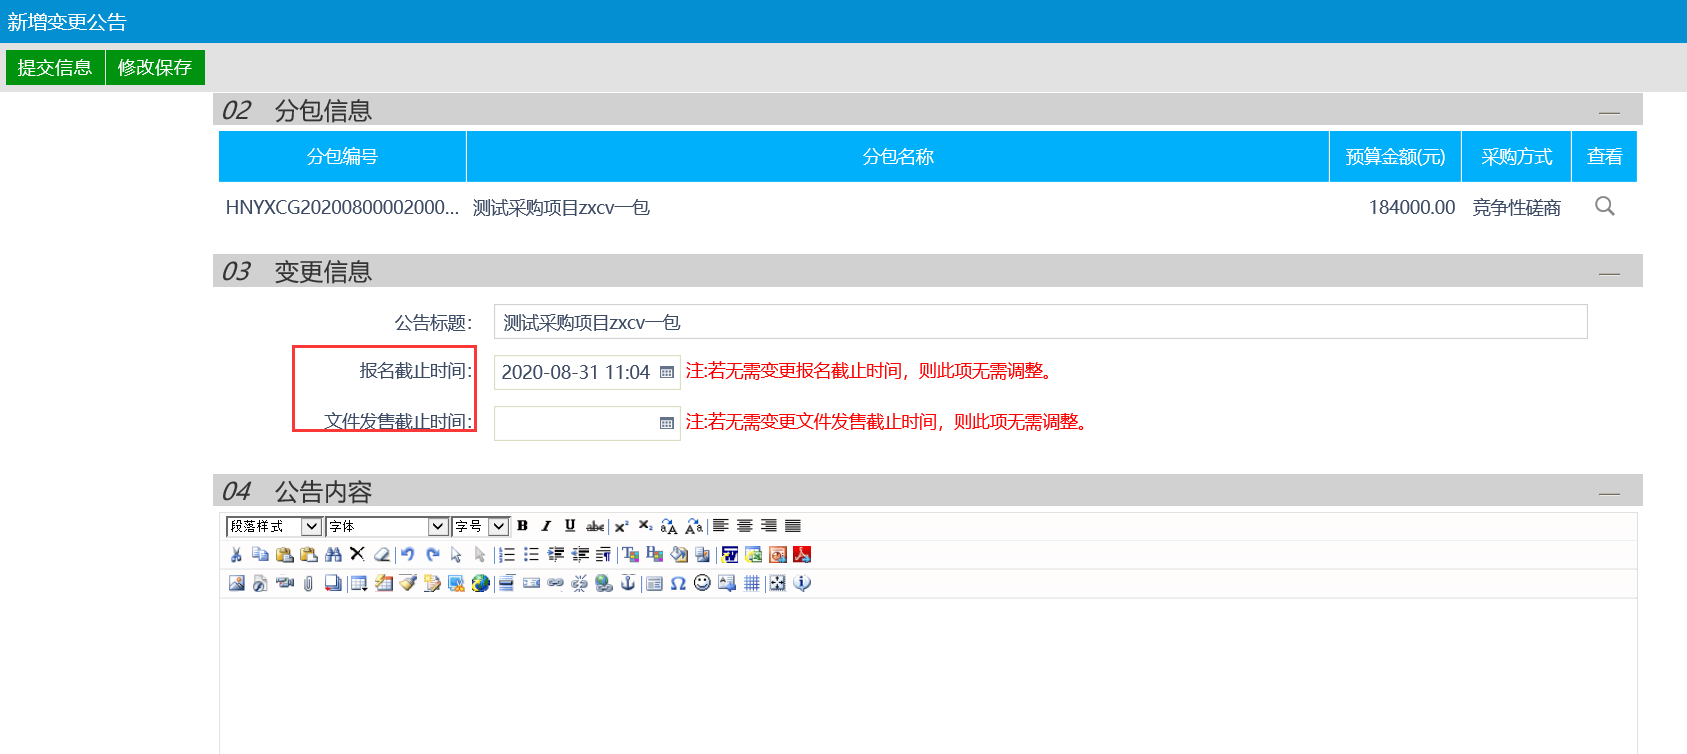 新增变更公告
提交信息 修改保存
02 分包信息
分包编号 分包名称 预算金额(元) 采购方式 查看
HNYXCG20200800002000... 测试采购项目zxcv一包 184000.00 竞争性磋商
03 变更信息
公告标题: 测试采购项目zxcv一包
报名截止时间: 2020-08-31 11:04 注:若无需变更报名截止时间，则此项无需调整。
文件发售截止时间: 注:若无需变更文件发售截止时间，则此项无需调整。
04 公告内容
段落样式 字体 字号